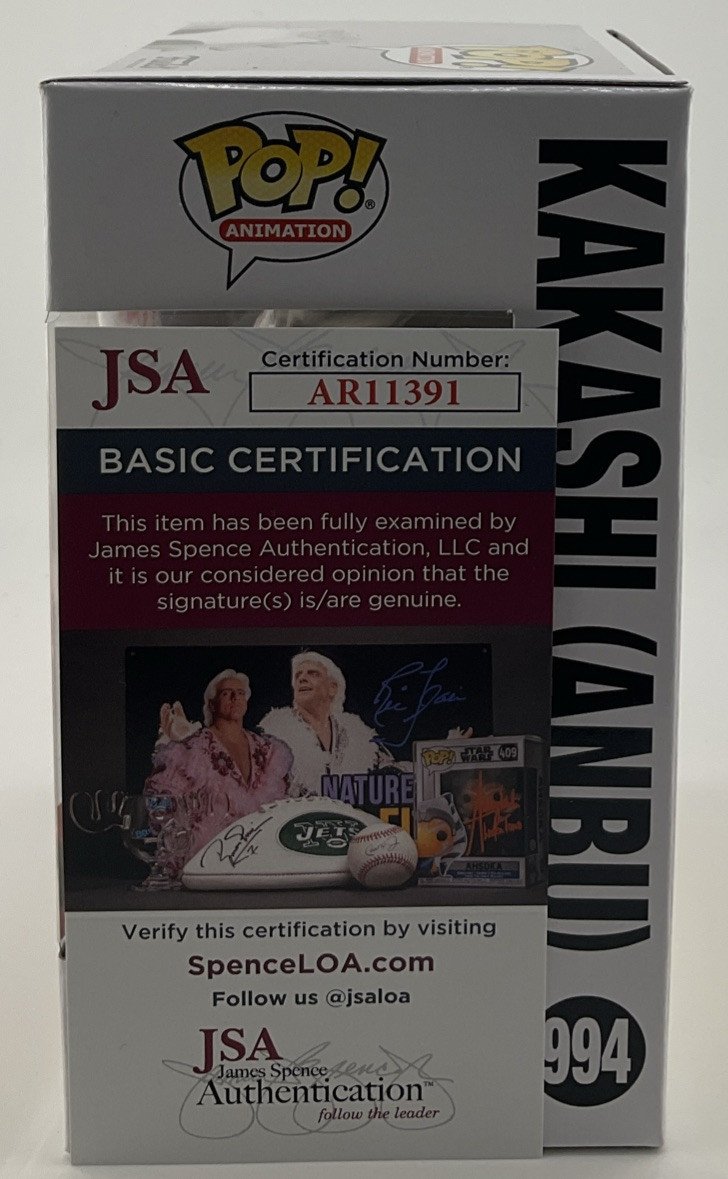 POP!
ANIMATION
KAKASHI (ANBU)
994
JSA
Certification Number:
AR11391
BASIC CERTIFICATION
This item has been fully examined by
James Spence Authentication, LLC and
it is our considered opinion that the
signature(s) is/are genuine.
NATURE
POP!
STAR
WARS
409
JETS
AHSOKA
Verify this certification by visiting
SpenceLOA.com
Follow us @jsaloa
JSA
James Spence
Authentication™
follow the leader